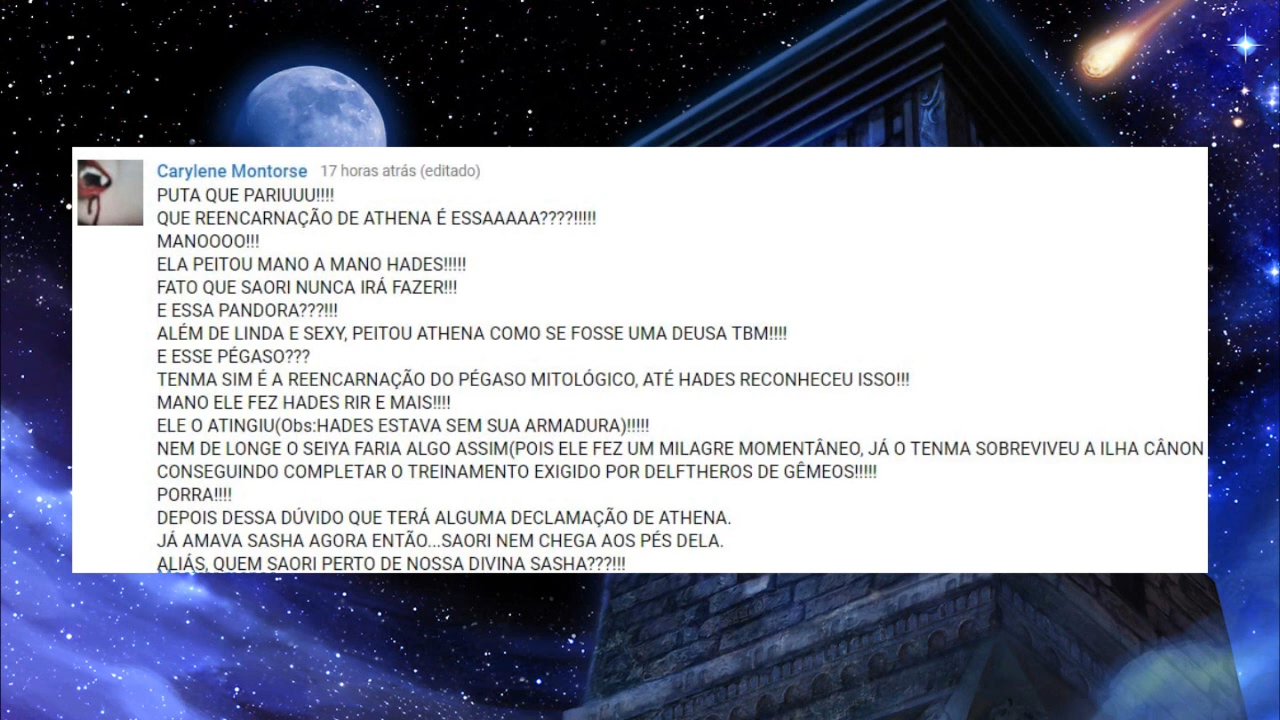 Carylene Montorse 17 horas atrás (editado)
PUTA QUE PARIUUU!!!!
QUE REENCARNAÇÃO DE ATHENA É ESSAAAAA????!!!!!
MANOOOO!!!
ELA PEITOU MANO A MANO HADES!!!!!
FATO QUE SAORI NUNCA IRÁ FAZER!!!
E ESSA PANDORA???!!!
ALÉM DE LINDA E SEXY, PEITOU ATHENA COMO SE FOSSE UMA DEUSA TBM!!!!
E ESSE PÉGASO???
TENMA SIM É A REENCARNAÇÃO DO PÉGASO MITOLÓGICO, ATÉ HADES RECONHECEU ISSO!!!
MANO ELE FEZ HADES RIR E MAIS!!!!
ELE O ATINGIU(Obs:HADES ESTAVA SEM SUA ARMADURA)!!!!!
NEM DE LONGE O SEIYA FARIA ALGO ASSIM(POIS ELE FEZ UM MILAGRE MOMENTÂNEO, JÁ O TENMA SOBREVIVEU A ILHA CÂNON
CONSEGUINDO COMPLETAR O TREINAMENTO EXIGIDO POR DELFTHEROS DE GÊMEOS!!!!!
PORRA!!!!
DEPOIS DESSA DÚVIDO QUE TERÁ ALGUMA DECLAMAÇÃO DE ATHENA.
JÁ AMAVA SASHA AGORA ENTÃO...SAORI NEM CHEGA AOS PÉS DELA.
ALIÁS, QUEM SAORI PERTO DE NOSSA DIVINA SASHA???!!!